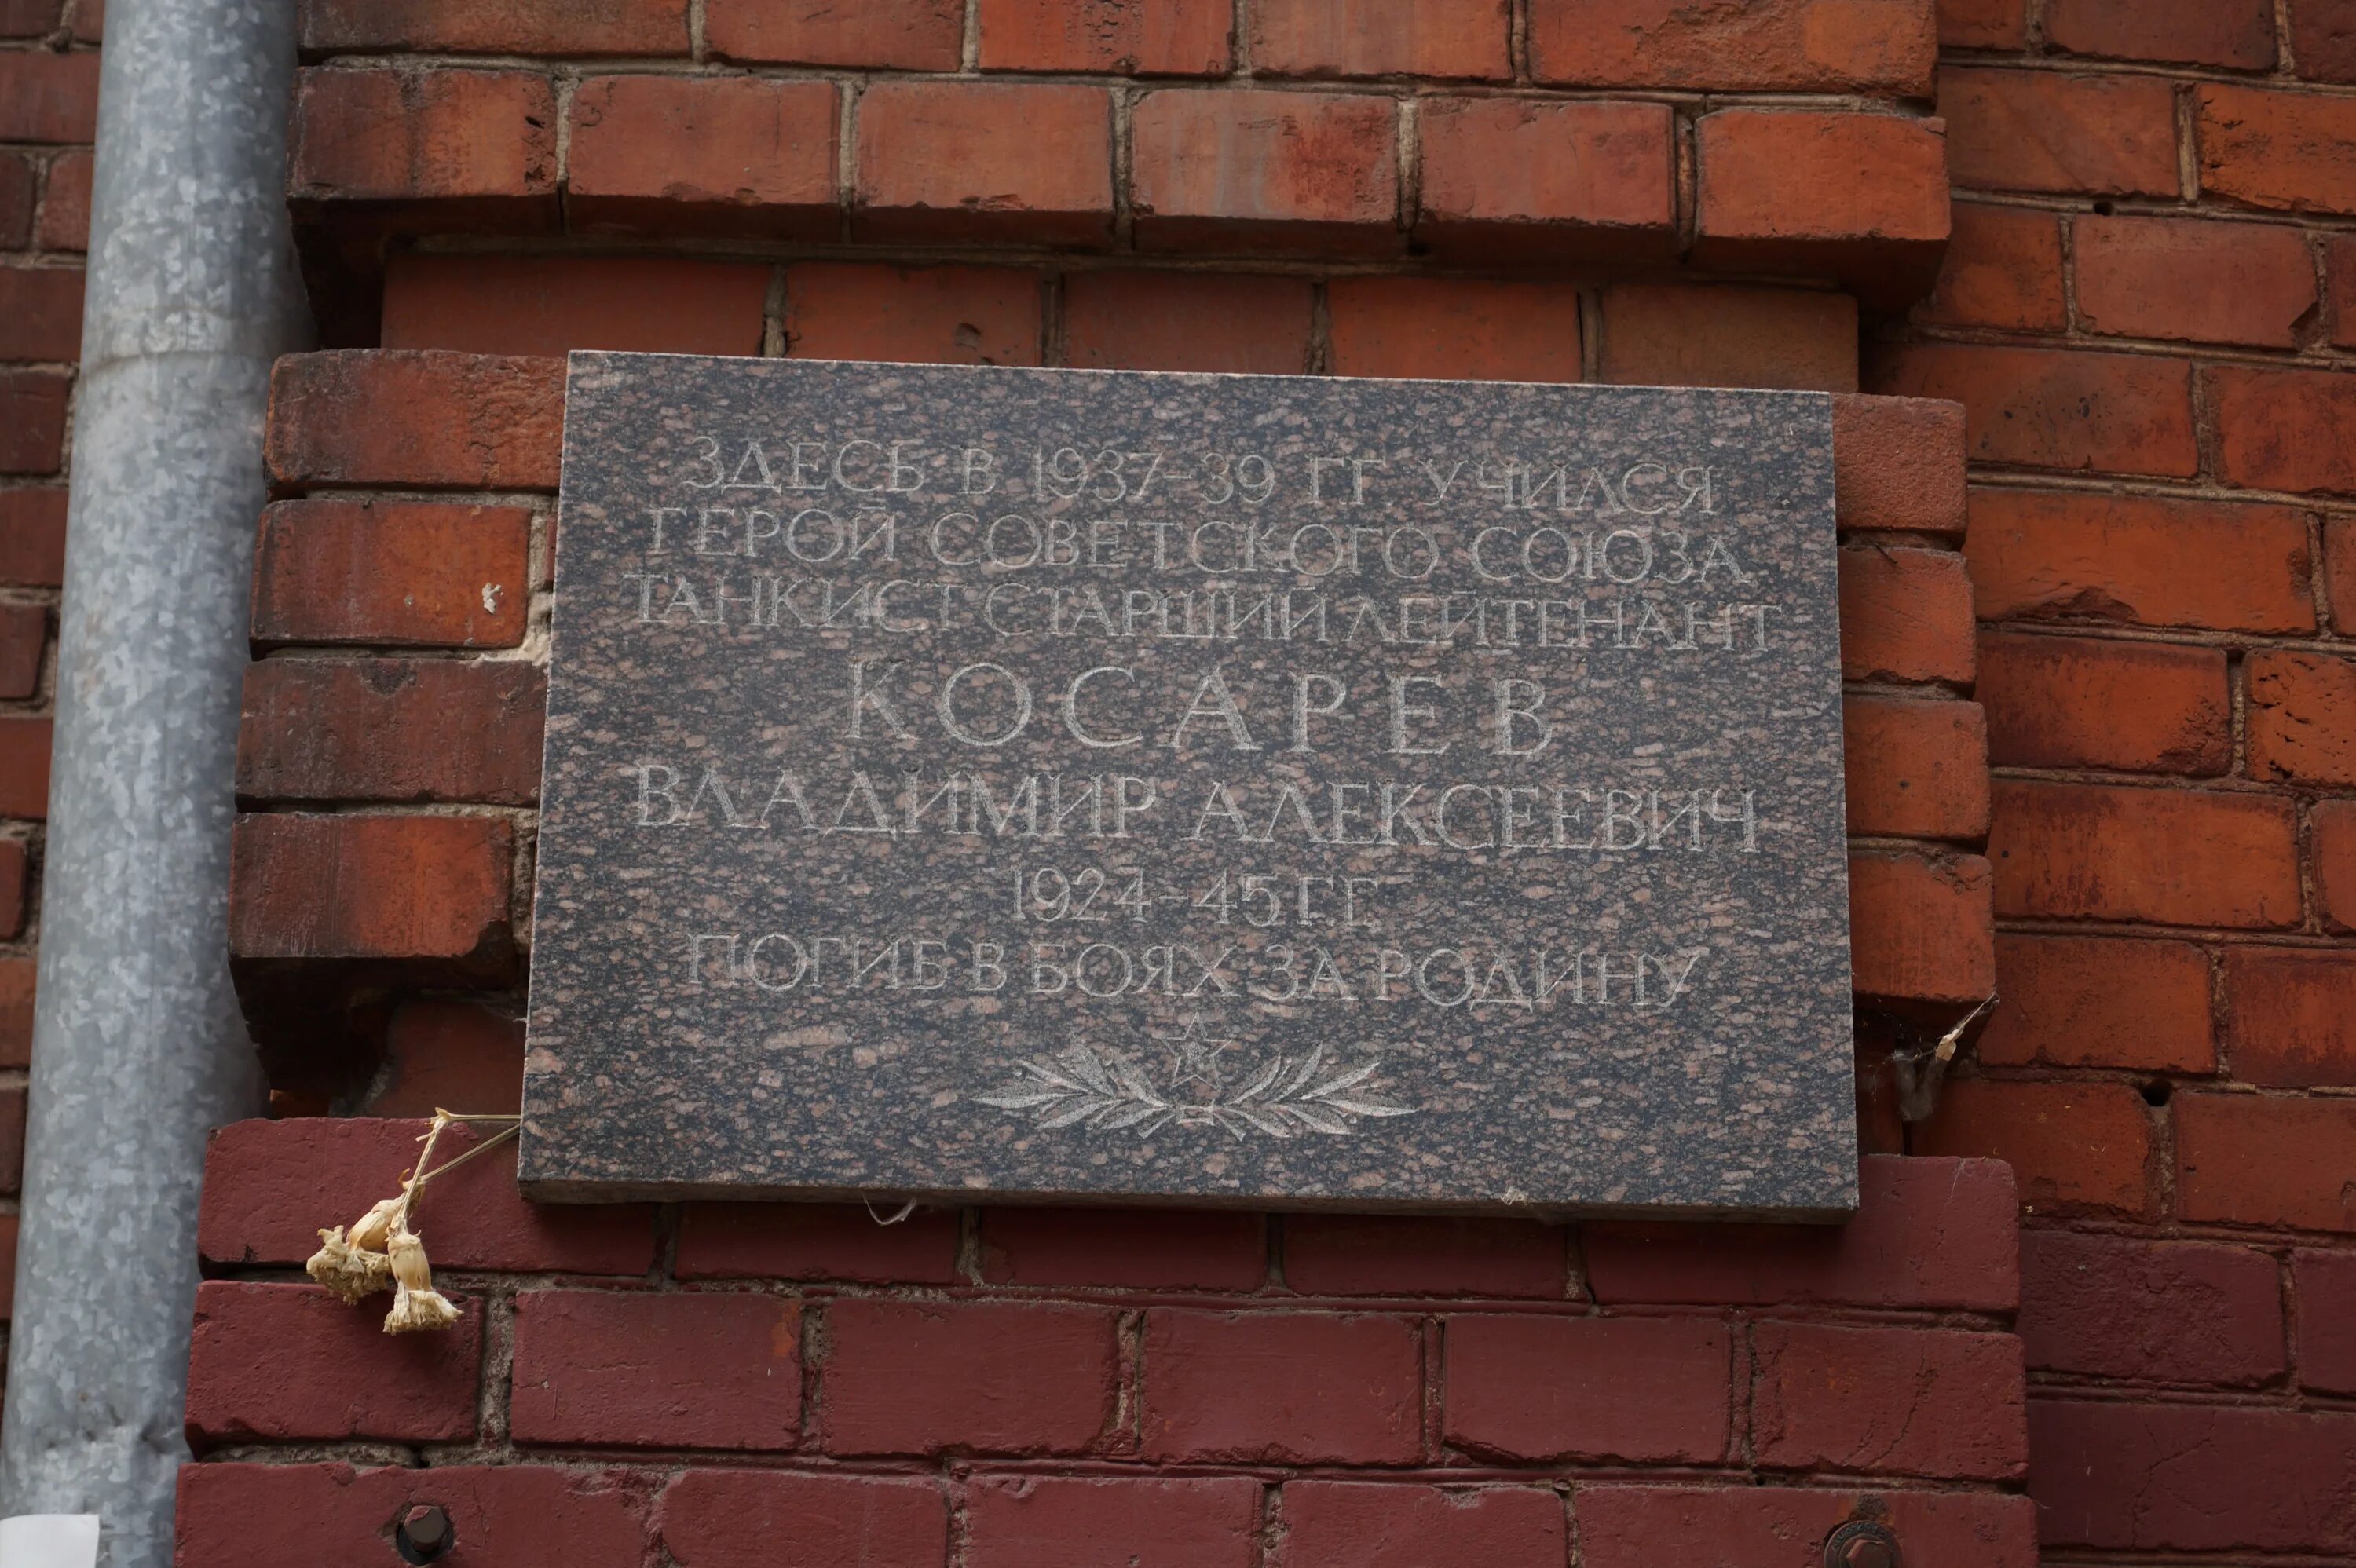 ЗДЕСЬ В 1937-39 ГГ УЧИЛСЯ
ГЕРОЙ СОВЕТСКОГО СОЮЗА
ТАНКИСТ СТАРШИЙ ЛЕЙТЕНАНТ
КОСАРЕВ
ВЛАДИМИР АЛЕКСЕЕВИЧ
1924-45 ГГ
ПОГИБ В БОЯХ ЗА РОДИНУ